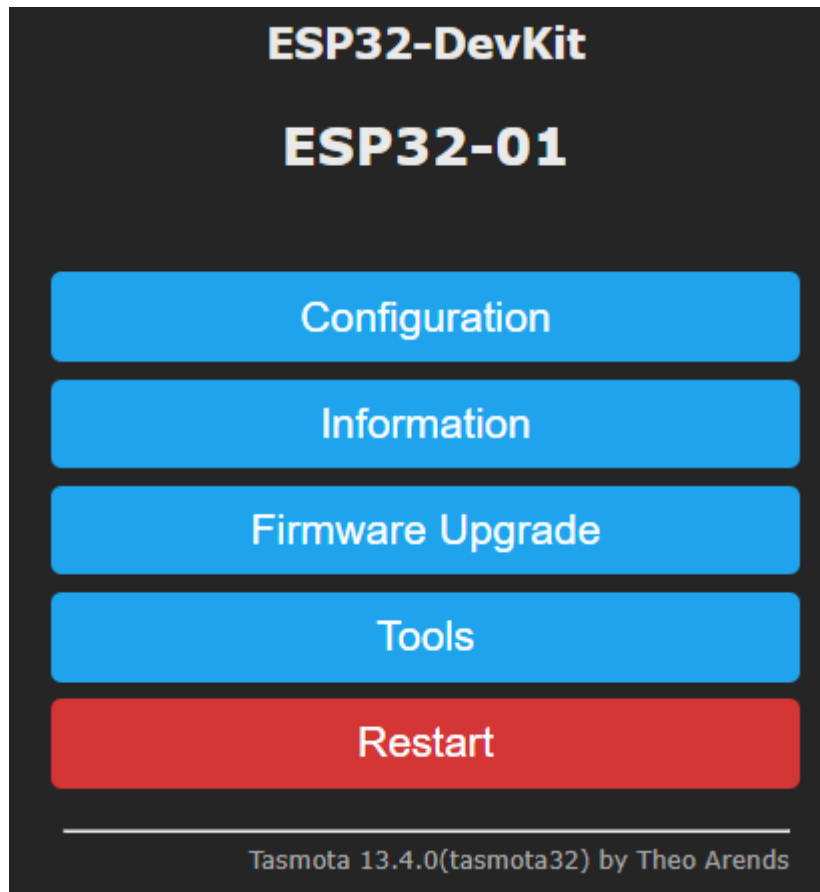 ESP32-DevKit
ESP32-01
Configuration
Information
Firmware Upgrade
Tools
Restart
Tasmota 13.4.0(tasmota32) by Theo Arends